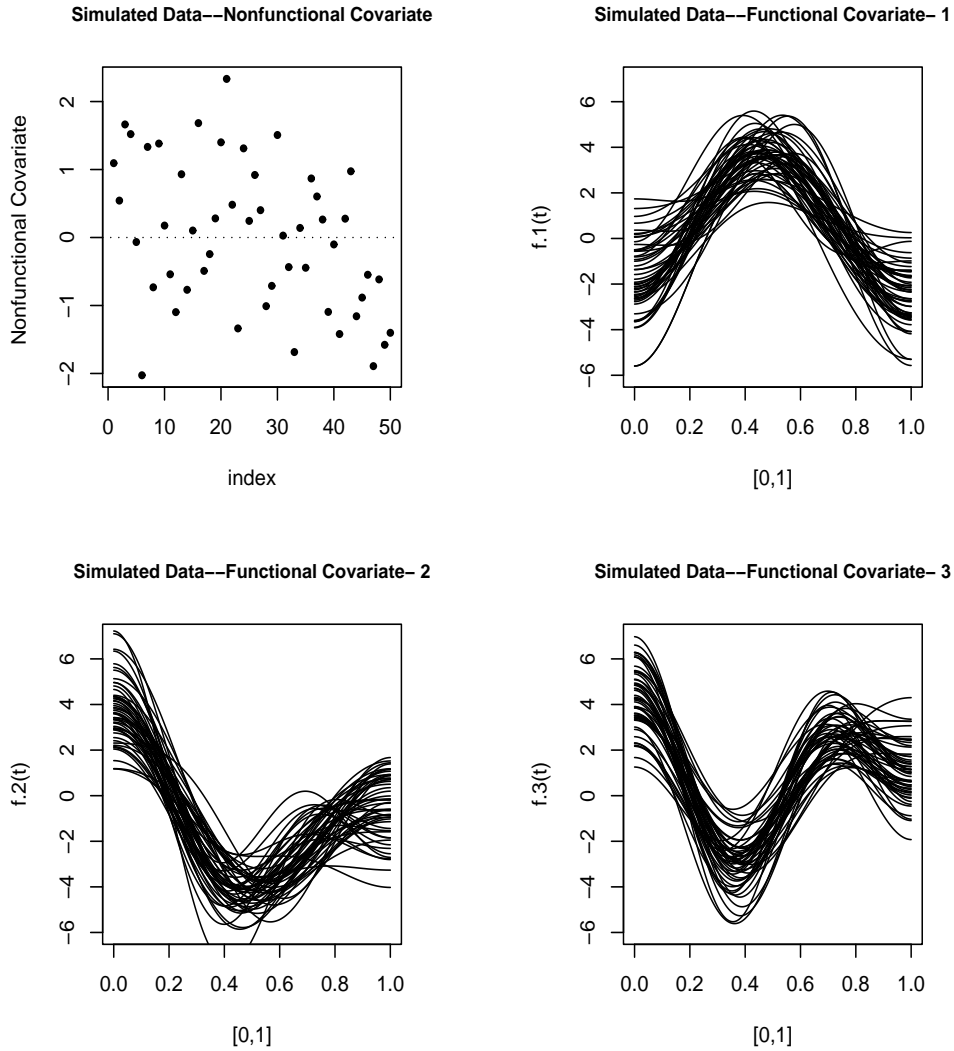 Simulated Data−−Nonfunctional Covariate
Nonfunctional Covariate
2
1
0
−1
−2
0 10 20 30 40 50
index
Simulated Data−−Functional Covariate− 1
f.1(t)
6
4
2
0
−2
−4
−6
0.0 0.2 0.4 0.6 0.8 1.0
[0,1]
Simulated Data−−Functional Covariate− 2
f.2(t)
6
4
2
0
−2
−4
−6
0.0 0.2 0.4 0.6 0.8 1.0
[0,1]
Simulated Data−−Functional Covariate− 3
f.3(t)
6
4
2
0
−2
−4
−6
0.0 0.2 0.4 0.6 0.8 1.0
[0,1]